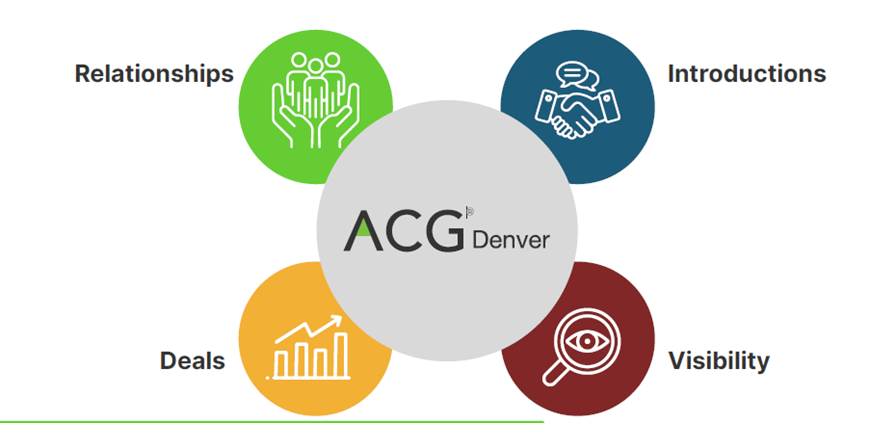 Relationships
Introductions
ACG® Denver
Deals
Visibility